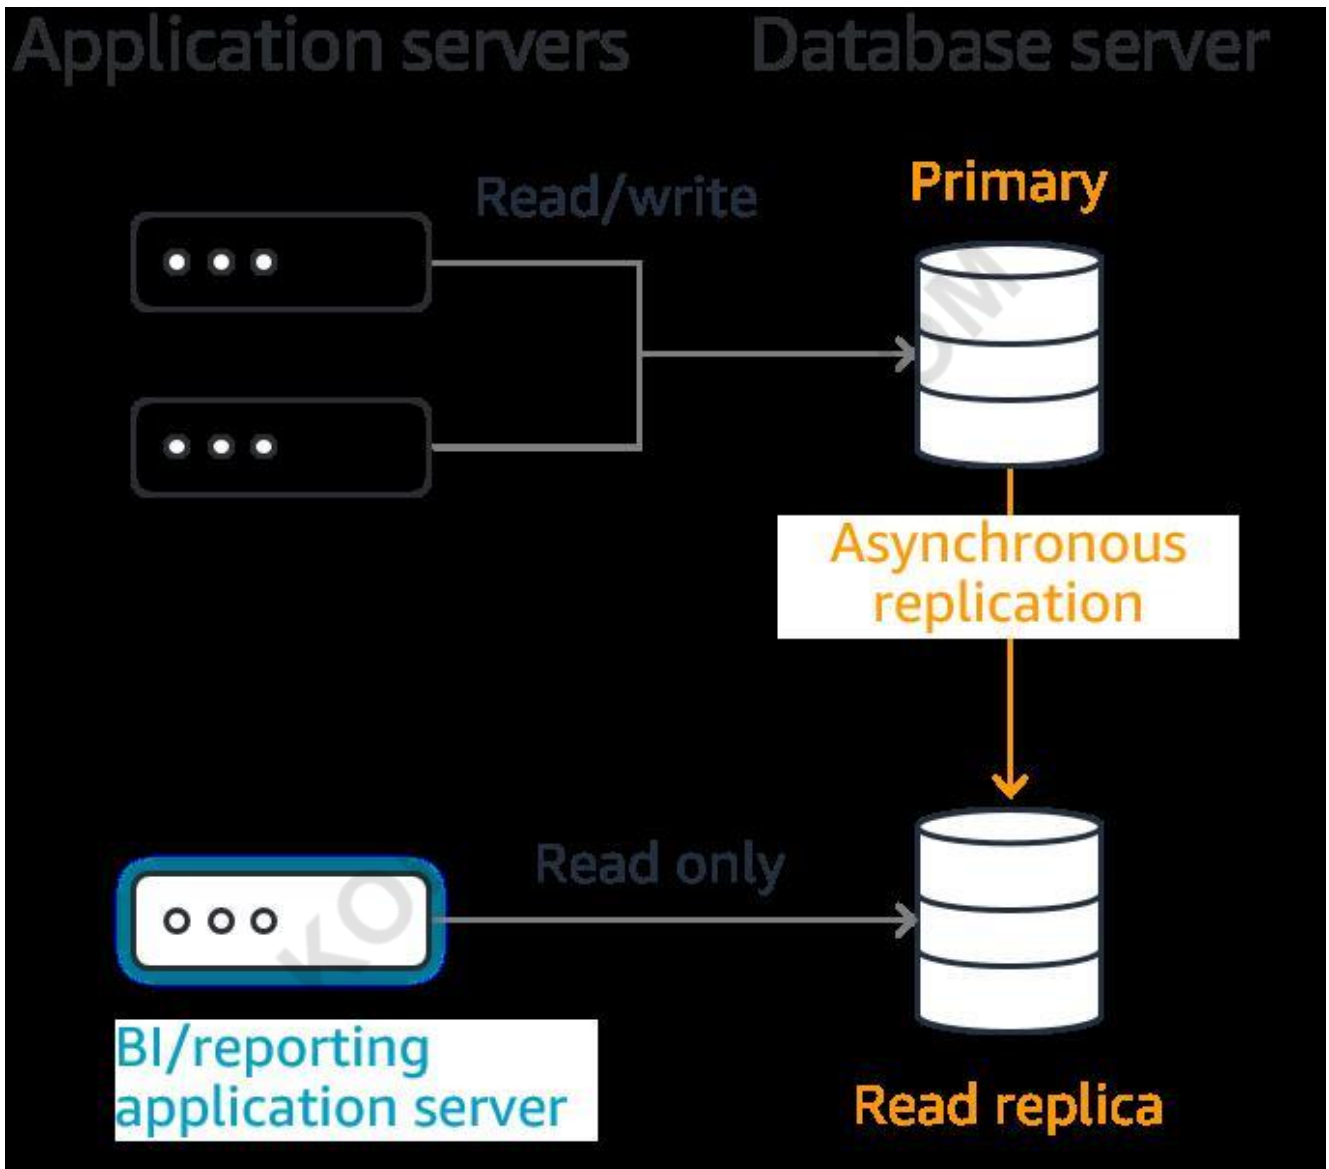 Application servers
Database server
Read/write
Primary
Asynchronous
replication
Read only
BI/reporting
application server
Read replica